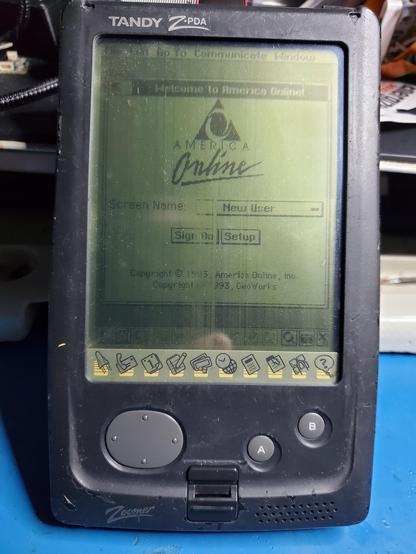 TANDY Z-PDA
Go To Communicate Window
Welcome to America Online!
AMERICA
Online
Screen Name:
New User
Sign On
Setup
Copyright © 1993, America Online, Inc.
Copyright 1993, GeoWorks
1
?
B
A
Zoomer